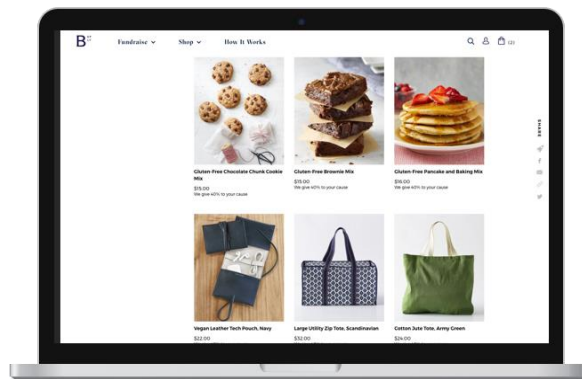 B
Fundraise
Shop
How It Works
(2)
SHARE
Gluten-Free Chocolate Chunk Cookie
Mix
$15.00
We give 40% to your cause
Gluten-Free Brownie Mix
$15.00
We give 40% to your cause
Gluten-Free Pancake and Baking Mix
$16.00
We give 40% to your cause
Vegan Leather Tech Pouch, Navy
$22.00
Large Utility Zip Tote, Scandinavian
$32.00
Cotton Jute Tote, Army Green
$24.00